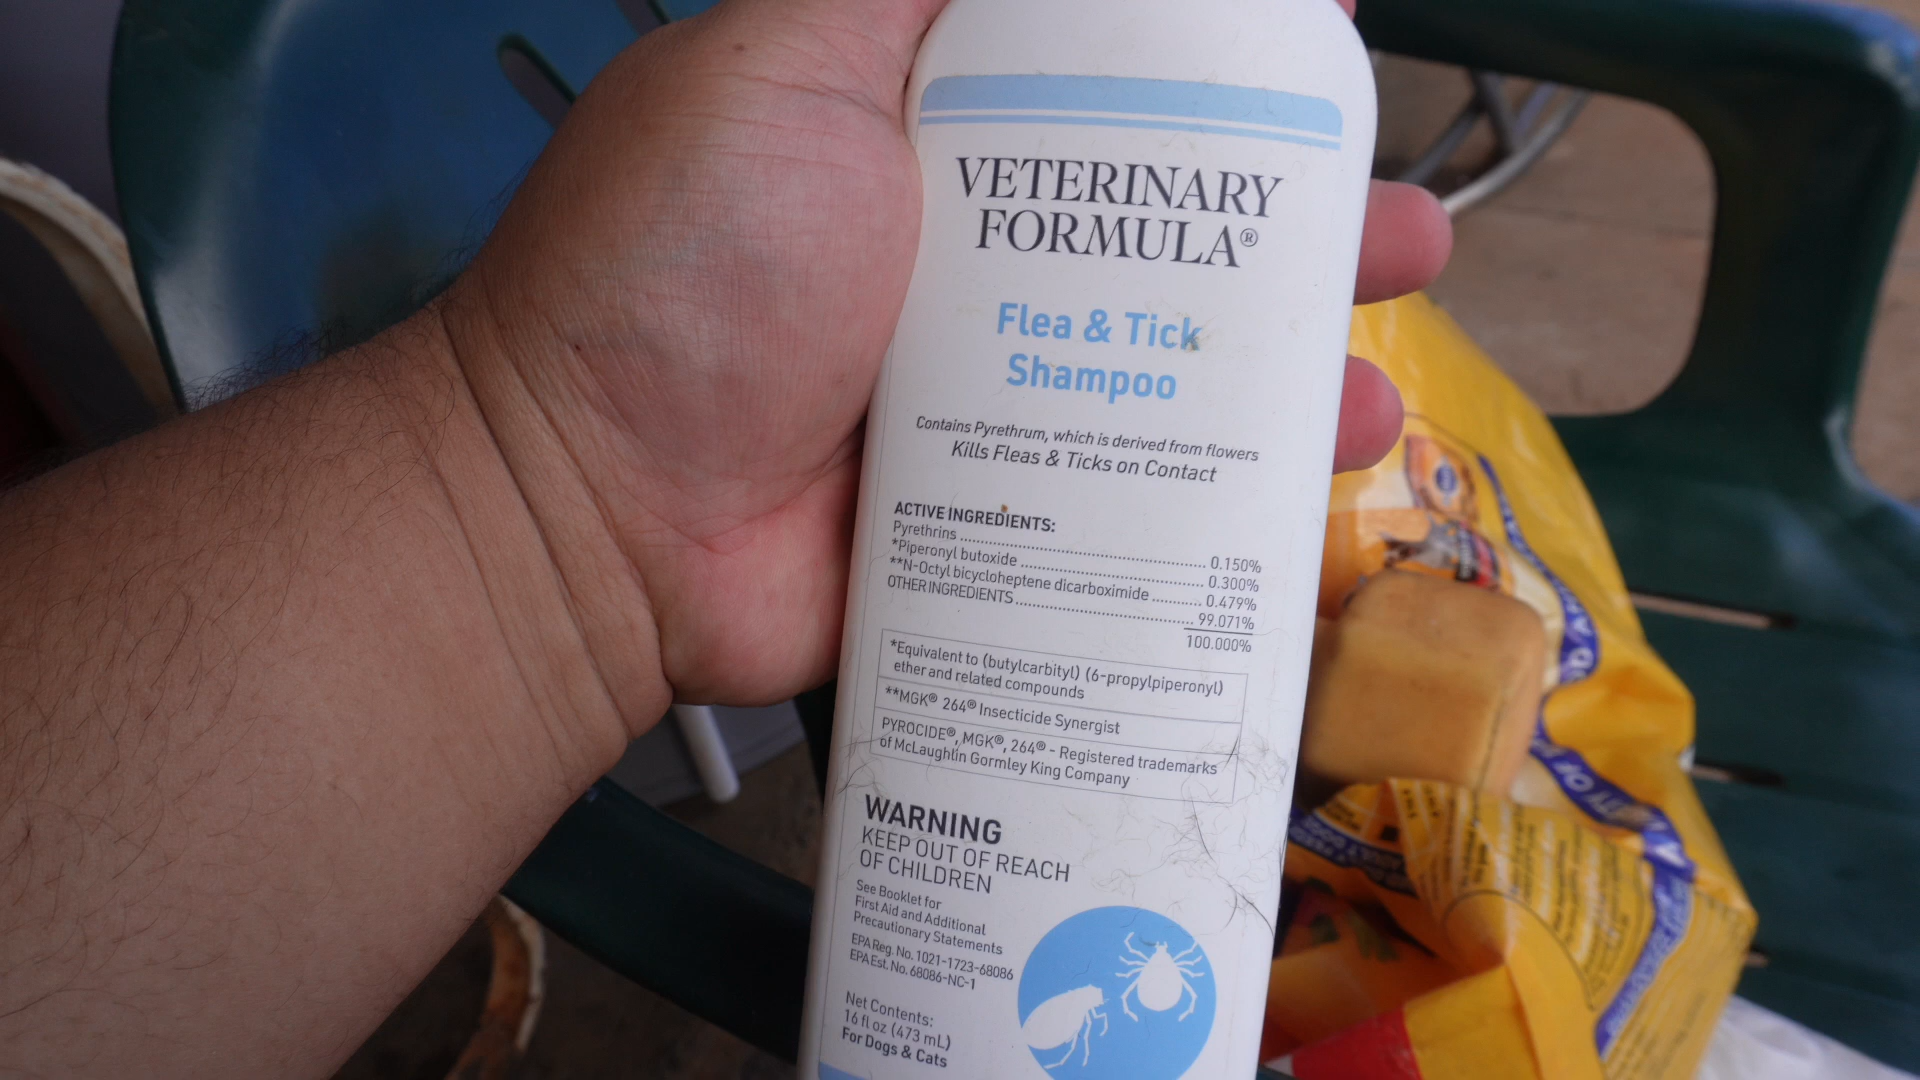 VETERINARY
FORMULA®
Flea & Tick
Shampoo
Contains Pyrethrum, which is derived from flowers
Kills Fleas & Ticks on Contact
ACTIVE INGREDIENTS:
Pyrethrins .......... 0.150%
*Piperonyl butoxide .......... 0.300%
**N-Octyl bicycloheptene dicarboximide .......... 0.479%
OTHER INGREDIENTS .......... 99.071%
100.000%
*Equivalent to (butylcarbityl) (6-propylpiperonyl)
ether and related compounds
**MGK® 264® Insecticide Synergist
PYROCIDE®, MGK®, 264® - Registered trademarks
of McLaughlin Gormley King Company
WARNING
KEEP OUT OF REACH
OF CHILDREN
See Booklet for
First Aid and Additional
Precautionary Statements
EPA Reg. No. 1021-1723-68086
EPA Est. No. 68086-NC-1
Net Contents:
16 fl oz (473 mL)
For Dogs & Cats